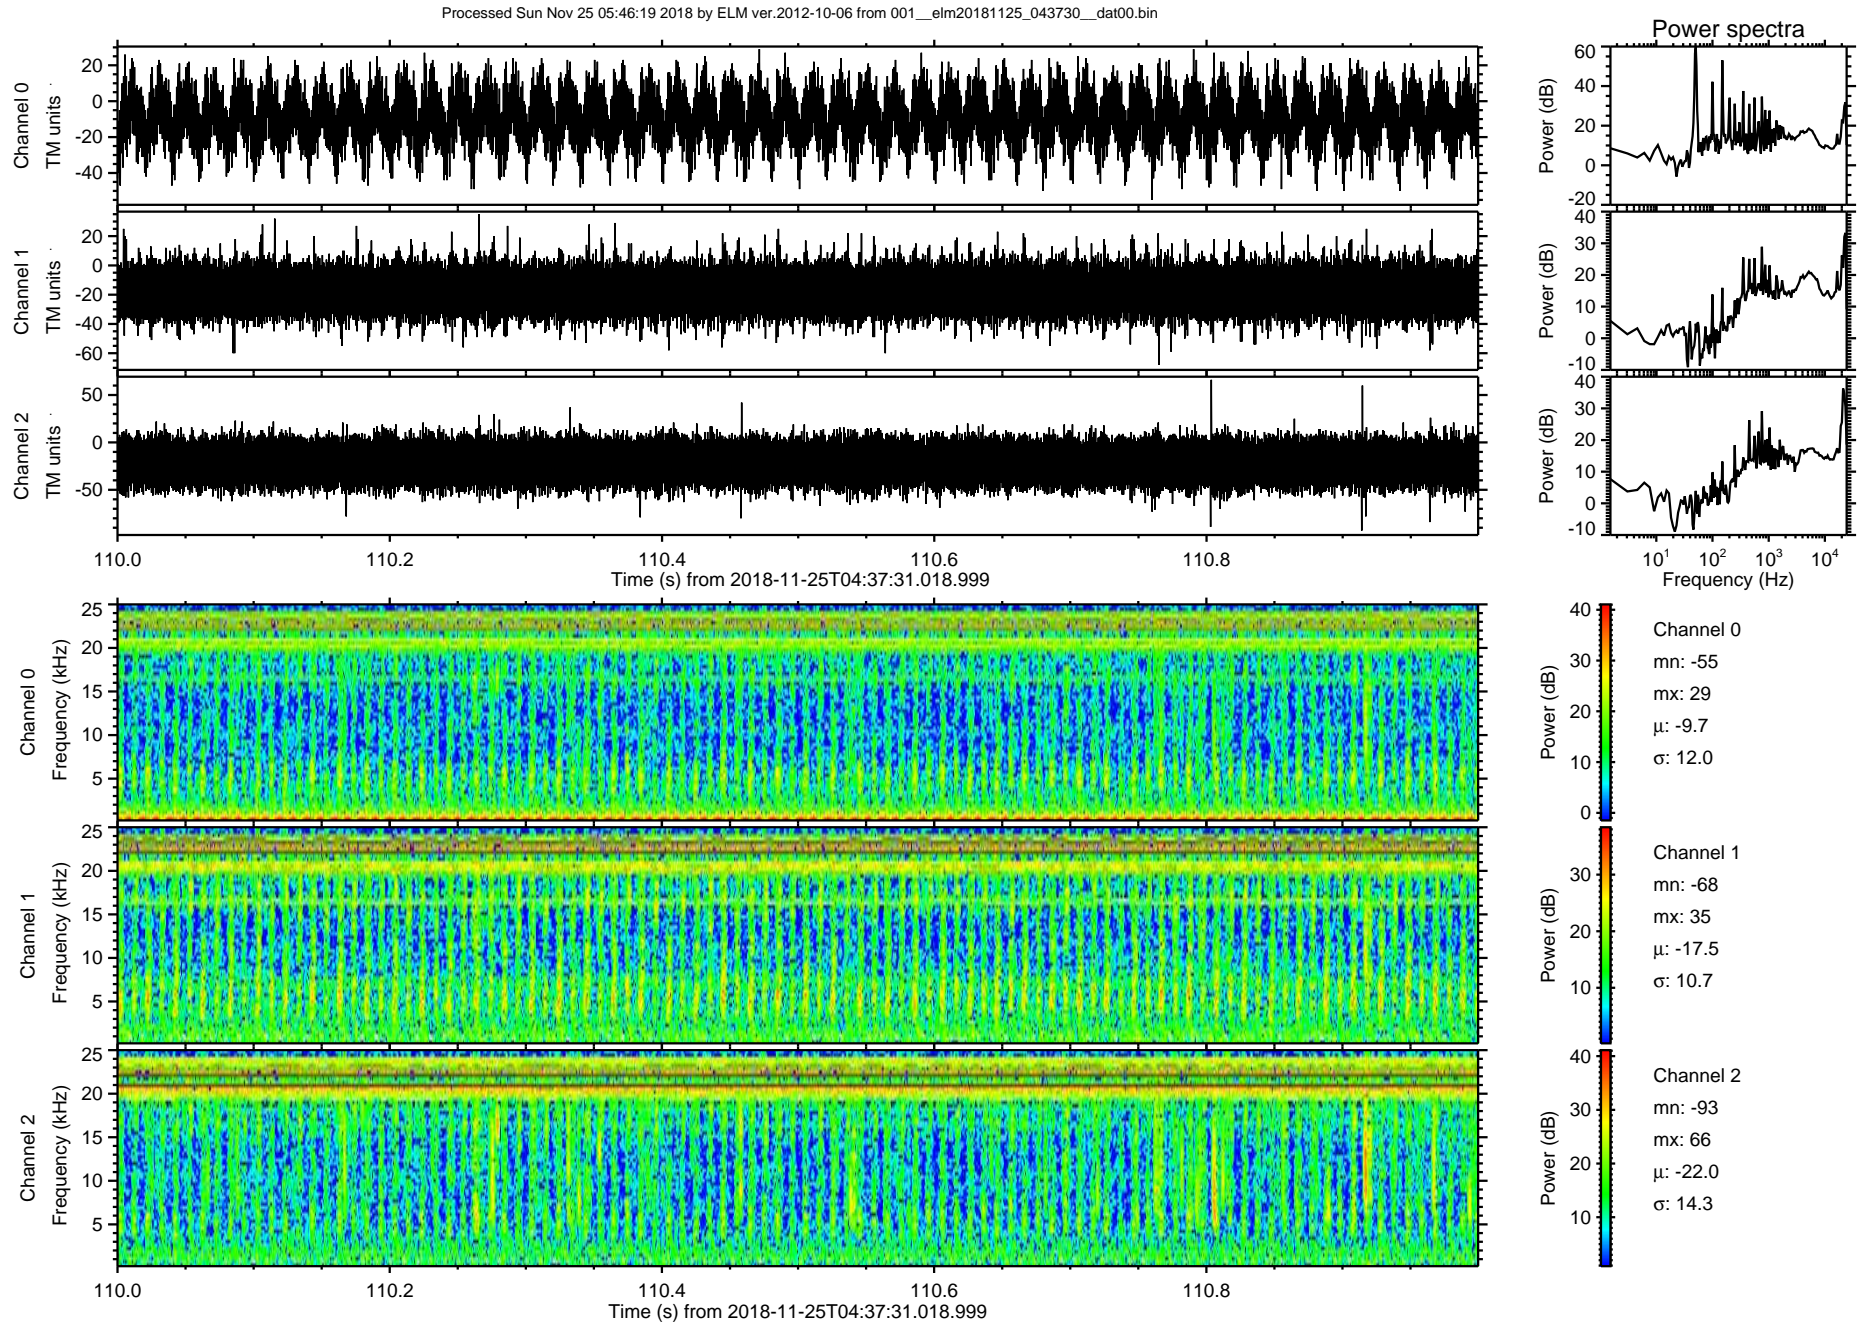 Processed Sun Nov 25 05:46:19 2018 by ELM ver.2012-10-06 from 001__elm20181125_043730__dat00.bin
Power spectra
Channel 0
TM units
20
0
-20
-40
Power (dB)
60
40
20
0
-20
Channel 1
TM units
20
0
-20
-40
-60
Power (dB)
40
30
20
10
0
-10
Channel 2
TM units
50
0
-50
Power (dB)
40
30
20
10
0
-10
110.0 110.2 110.4 110.6 110.8
Time (s) from 2018-11-25T04:37:31.018.999
10^1 10^2 10^3 10^4
Frequency (Hz)
Channel 0
Frequency (kHz)
25
20
15
10
5
Power (dB)
40
30
20
10
0
Channel 0
mn: -55
mx: 29
μ: -9.7
σ: 12.0
Channel 1
Frequency (kHz)
25
20
15
10
5
Power (dB)
30
20
10
Channel 1
mn: -68
mx: 35
μ: -17.5
σ: 10.7
Channel 2
Frequency (kHz)
25
20
15
10
5
Power (dB)
40
30
20
10
Channel 2
mn: -93
mx: 66
μ: -22.0
σ: 14.3
110.0 110.2 110.4 110.6 110.8
Time (s) from 2018-11-25T04:37:31.018.999